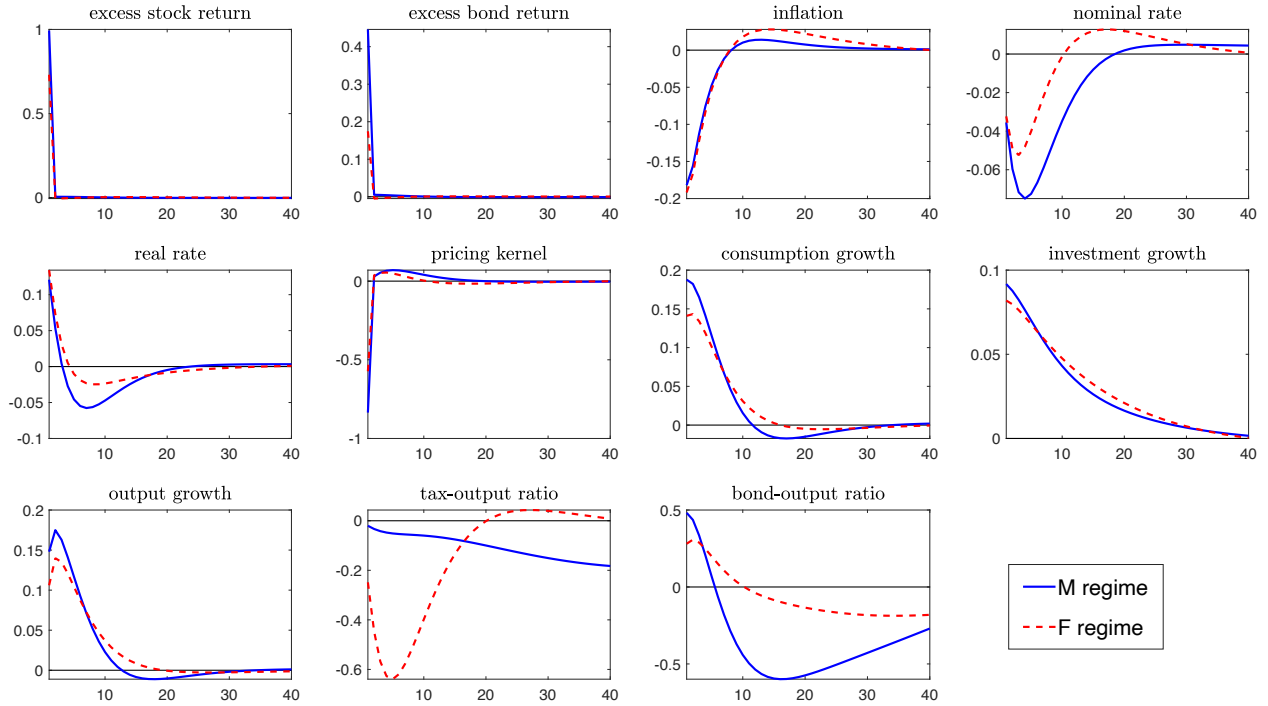 excess stock return
1
0.5
0
10 20 30 40
excess bond return
0.4
0.3
0.2
0.1
0
10 20 30 40
inflation
0
-0.05
-0.1
-0.15
-0.2
10 20 30 40
nominal rate
0
-0.02
-0.04
-0.06
10 20 30 40
real rate
0.1
0.05
0
-0.05
-0.1
10 20 30 40
pricing kernel
0
-0.5
-1
10 20 30 40
consumption growth
0.2
0.15
0.1
0.05
0
10 20 30 40
investment growth
0.1
0.05
0
10 20 30 40
output growth
0.2
0.15
0.1
0.05
0
10 20 30 40
tax-output ratio
0
-0.2
-0.4
-0.6
10 20 30 40
bond-output ratio
0.5
0
-0.5
10 20 30 40
M regime
F regime